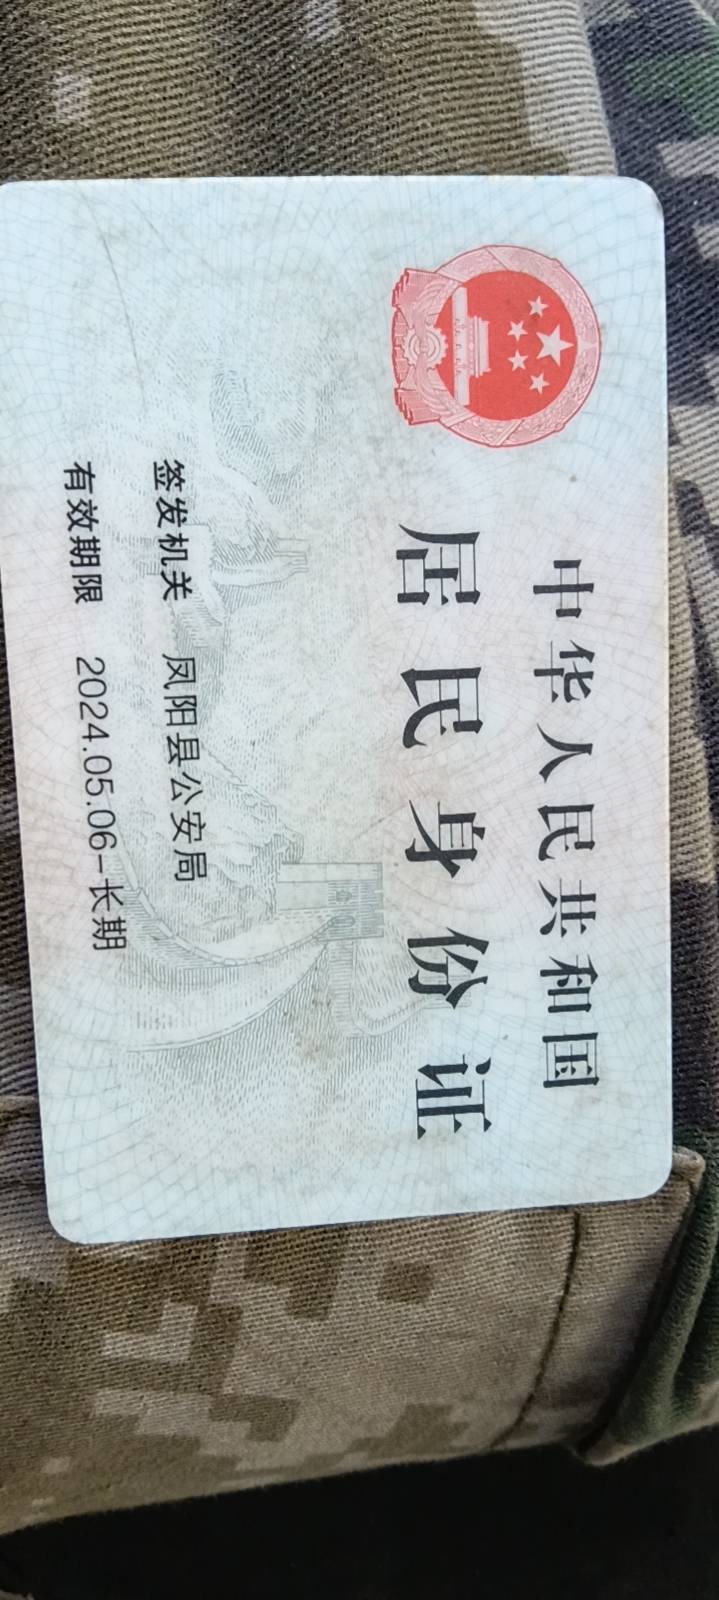 中华人民共和国
居民身份证
签发机关 凤阳县公安局
有效期限 2024.05.06-长期